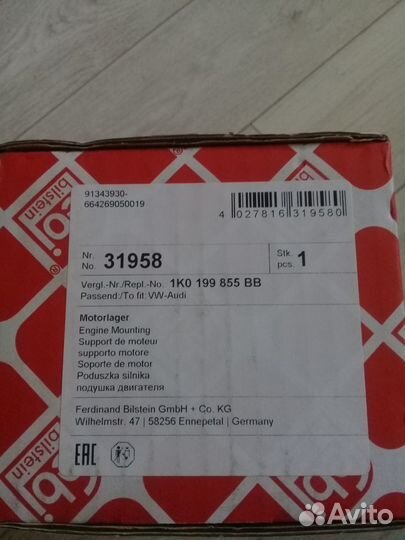 91343930-
664269050019
4 027816 319580
Nr. No. 31958
Stk. pcs. 1
Vergl.-Nr./Repl.-No. 1K0 199 855 BB
Passend:/To fit: VW-Audi
Motorlager
Engine Mounting
Support de moteur
supporto motore
Soporte de motor
Poduszka silnika
подушка двигателя
Ferdinand Bilstein GmbH + Co. KG
Wilhelmstr. 47 | 58256 Ennepetal | Germany
EAC
febi
bilstein
bilstein
Avito